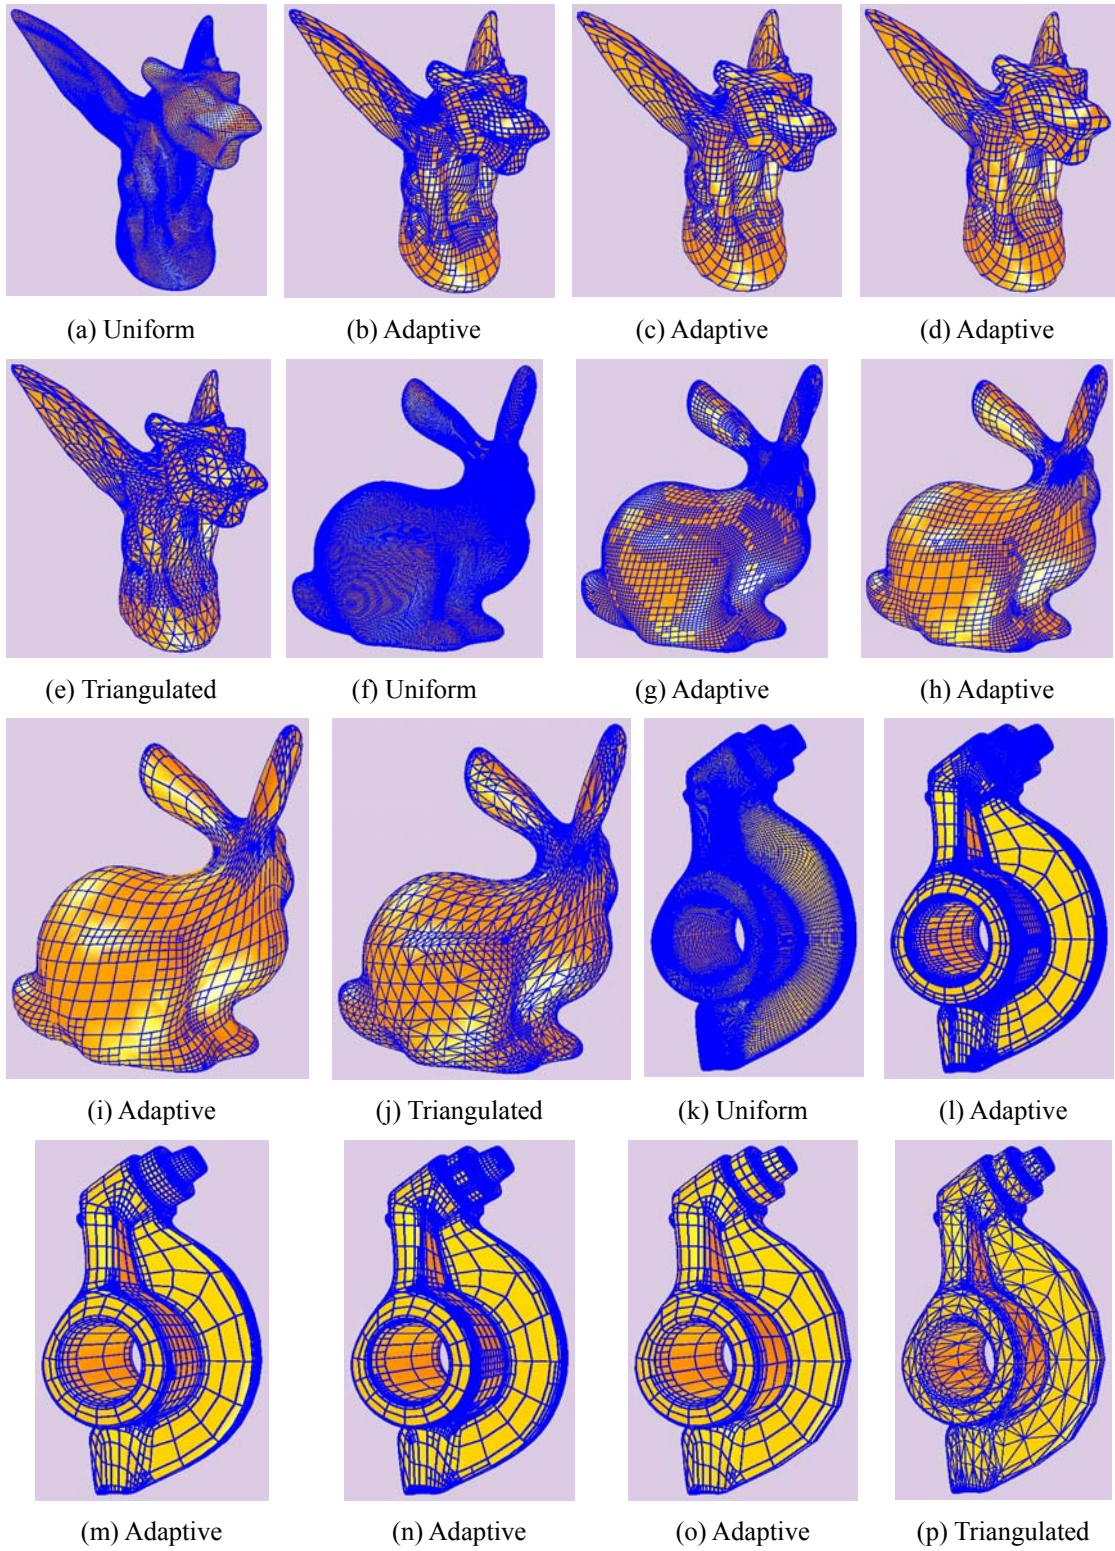 (a) Uniform
(b) Adaptive
(c) Adaptive
(d) Adaptive
(e) Triangulated
(f) Uniform
(g) Adaptive
(h) Adaptive
(i) Adaptive
(j) Triangulated
(k) Uniform
(l) Adaptive
(m) Adaptive
(n) Adaptive
(o) Adaptive
(p) Triangulated